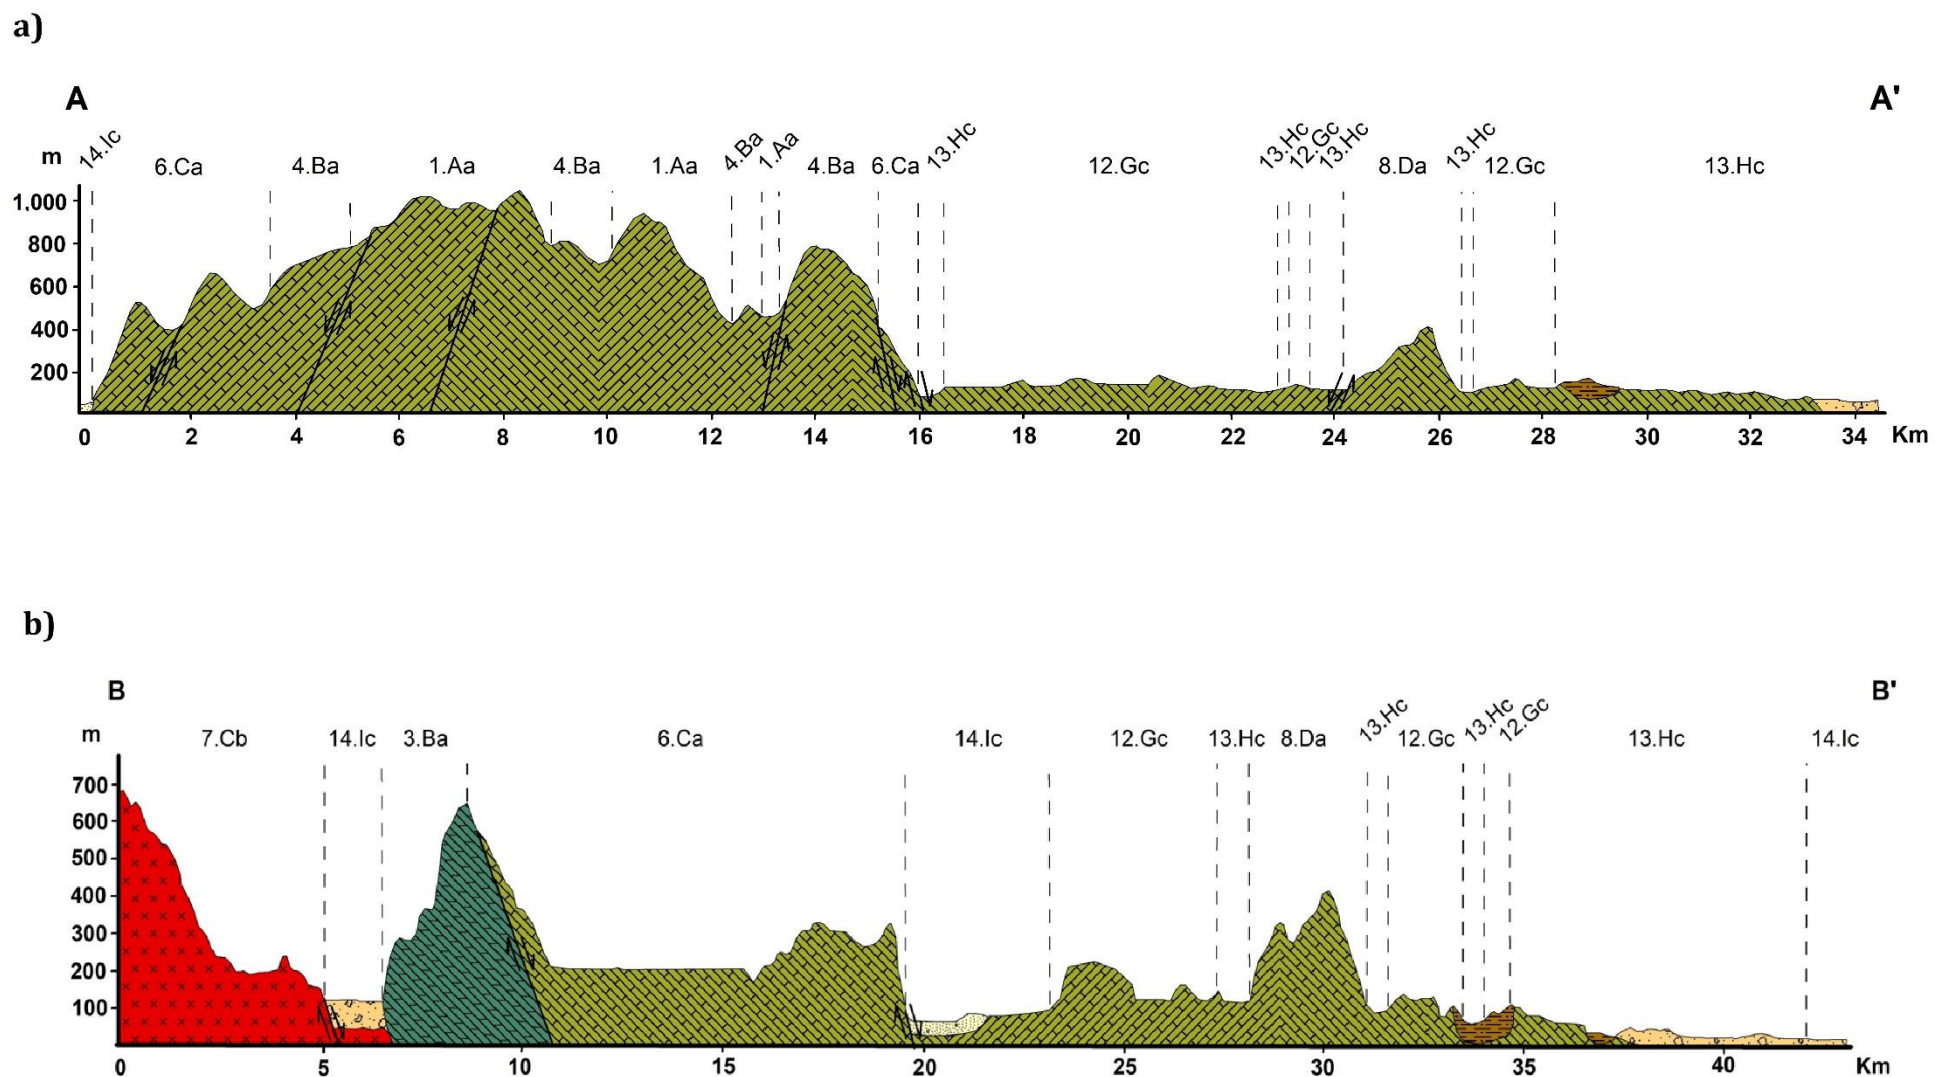 a)
A A'
14.Ic 6.Ca 4.Ba 1.Aa 4.Ba 1.Aa 4.Ba 1.Aa 4.Ba 6.Ca 13.Hc 12.Gc 13.Hc 12.Gc 13.Hc 8.Da 13.Hc 12.Gc 13.Hc
m
1.000
800
600
400
200
0 2 4 6 8 10 12 14 16 18 20 22 24 26 28 30 32 34 Km
b)
B B'
7.Cb 14.Ic 3.Ba 6.Ca 14.Ic 12.Gc 13.Hc 8.Da 13.Hc 12.Gc 13.Hc 12.Gc 13.Hc 14.Ic
m
700
600
500
400
300
200
100
0 5 10 15 20 25 30 35 40 Km